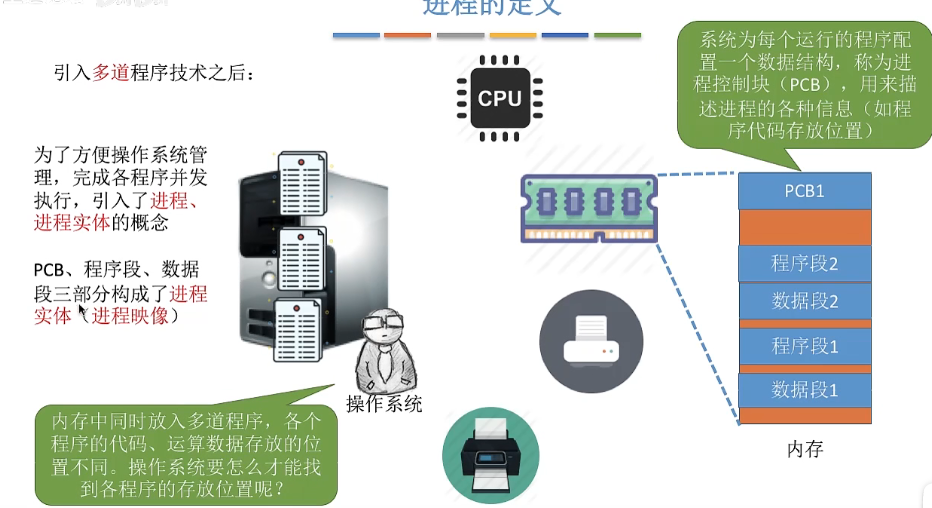 进程的定义
引入多道程序技术之后：
为了方便操作系统管
理，完成各程序并发
执行，引入了进程、
进程实体的概念
PCB、程序段、数据
段三部分构成了进程
实体（进程映像）
CPU
系统为每个运行的程序配
置一个数据结构，称为进
程控制块（PCB），用来描
述进程的各种信息（如程
序代码存放位置）
PCB1
程序段2
数据段2
程序段1
数据段1
内存
操作系统
内存中同时放入多道程序，各个
程序的代码、运算数据存放的位
置不同。操作系统要怎么才能找
到各程序的存放位置呢？